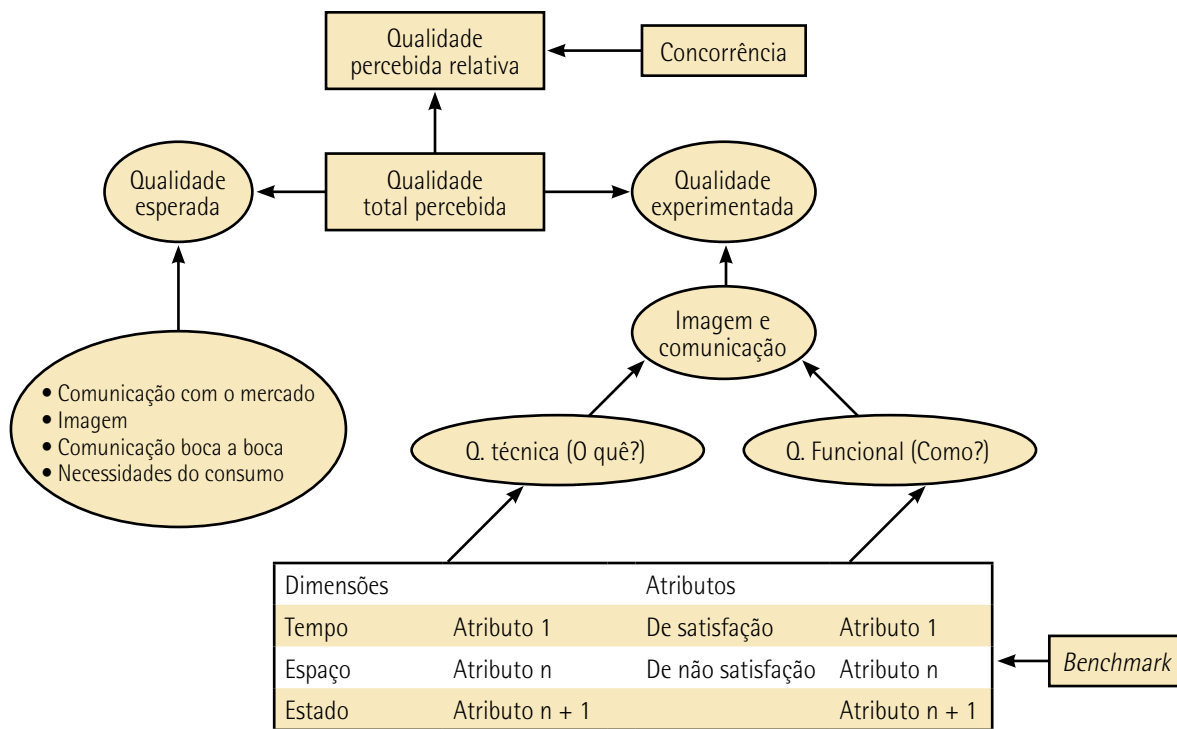 Qualidade
percebida relativa
Concorrência
Qualidade
esperada
Qualidade
total percebida
Qualidade
experimentada
Imagem e
comunicação
• Comunicação com o mercado
• Imagem
• Comunicação boca a boca
• Necessidades do consumo
Q. técnica (O quê?)
Q. Funcional (Como?)
Dimensões Atributos
Tempo Atributo 1 De satisfação Atributo 1
Espaço Atributo n De não satisfação Atributo n
Estado Atributo n + 1 Atributo n + 1
Benchmark